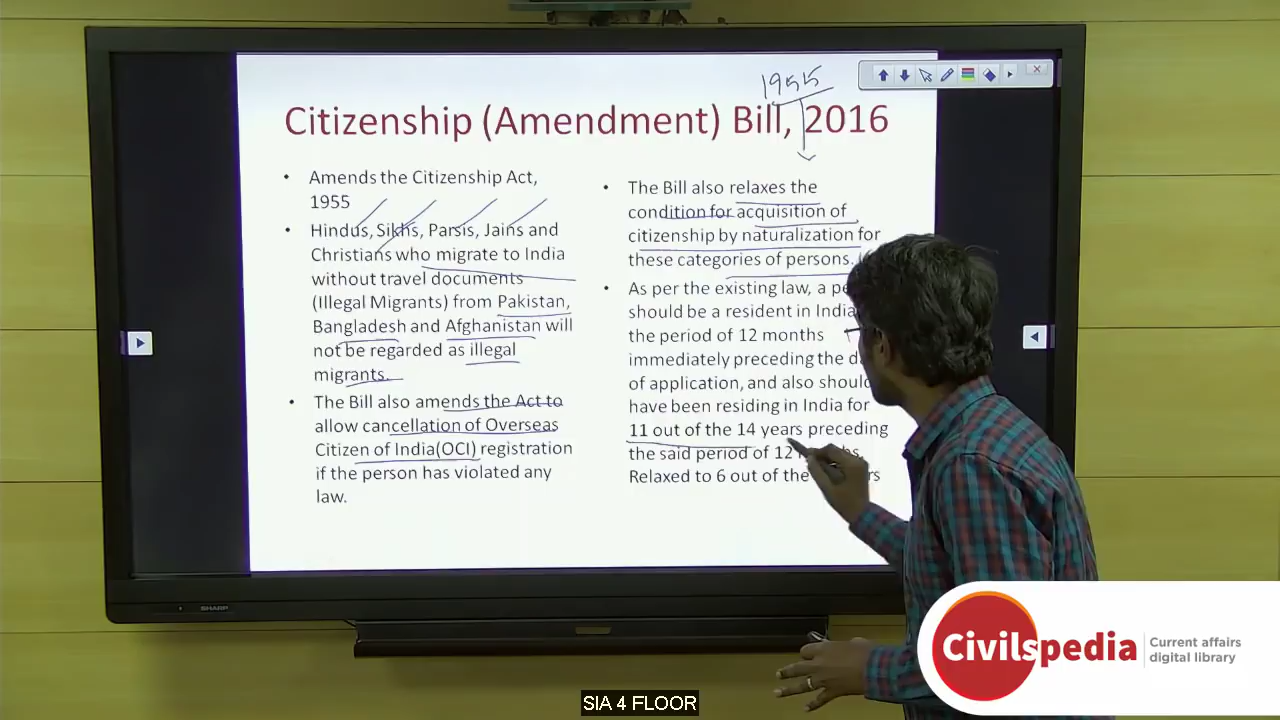 1955
Citizenship (Amendment) Bill, 2016
• Amends the Citizenship Act,
1955
• Hindus, Sikhs, Parsis, Jains and
Christians who migrate to India
without travel documents
(Illegal Migrants) from Pakistan,
Bangladesh and Afghanistan will
not be regarded as illegal
migrants.
• The Bill also amends the Act to
allow cancellation of Overseas
Citizen of India(OCI) registration
if the person has violated any
law.
• The Bill also relaxes the
condition for acquisition of
citizenship by naturalization for
these categories of persons.
• As per the existing law, a
should be a resident in India
the period of 12 months
immediately preceding the
of application, and also should
have been residing in India for
11 out of the 14 years preceding
the said period of 12
Relaxed to 6 out of the
SHARP
Civilspedia
Current affairs
digital library
SIA 4 FLOOR